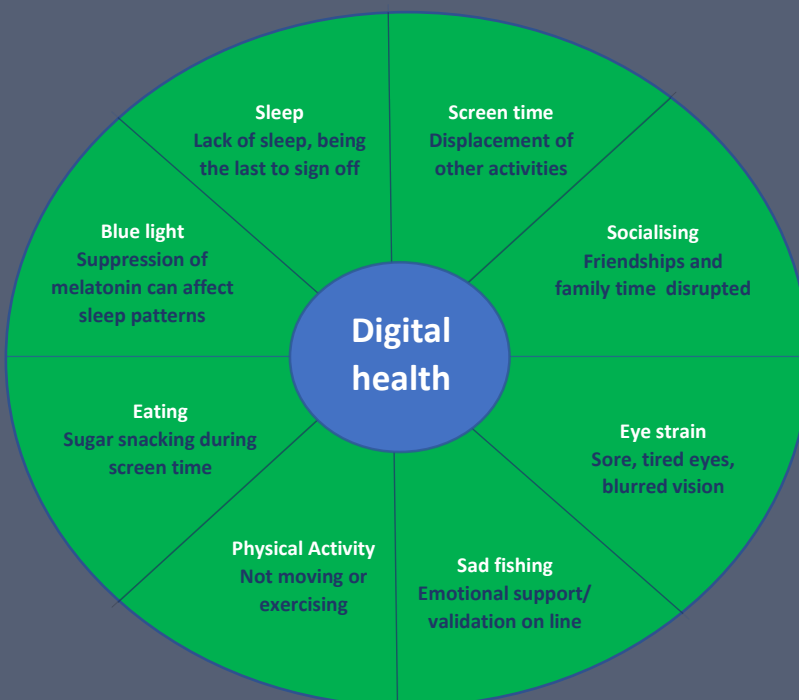 Sleep
Lack of sleep, being
the last to sign off
Screen time
Displacement of
other activities
Socialising
Friendships and
family time  disrupted
Eye strain
Sore, tired eyes,
blurred vision
Sad fishing
Emotional support/
validation on line
Physical Activity
Not moving or
exercising
Eating
Sugar snacking during
screen time
Blue light
Suppression of
melatonin can affect
sleep patterns
Digital
health